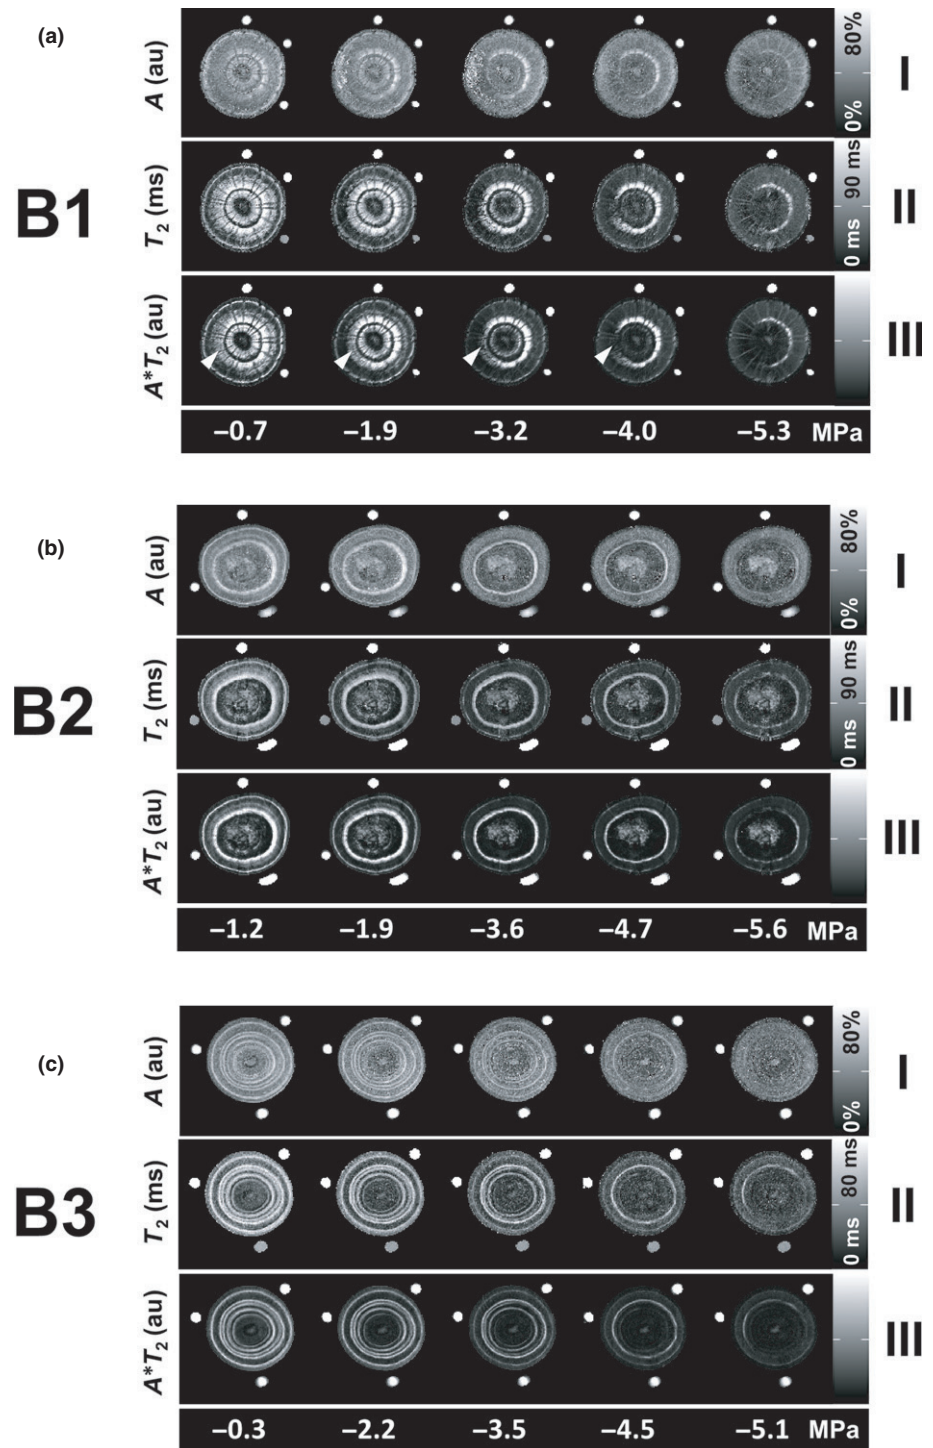 (a)
B1
A (au)
80%
0%
I
T2 (ms)
90 ms
0 ms
II
A*T2 (au)
III
–0.7 –1.9 –3.2 –4.0 –5.3 MPa
(b)
B2
A (au)
80%
0%
I
T2 (ms)
90 ms
0 ms
II
A*T2 (au)
III
–1.2 –1.9 –3.6 –4.7 –5.6 MPa
(c)
B3
A (au)
80%
0%
I
T2 (ms)
80 ms
0 ms
II
A*T2 (au)
III
–0.3 –2.2 –3.5 –4.5 –5.1 MPa